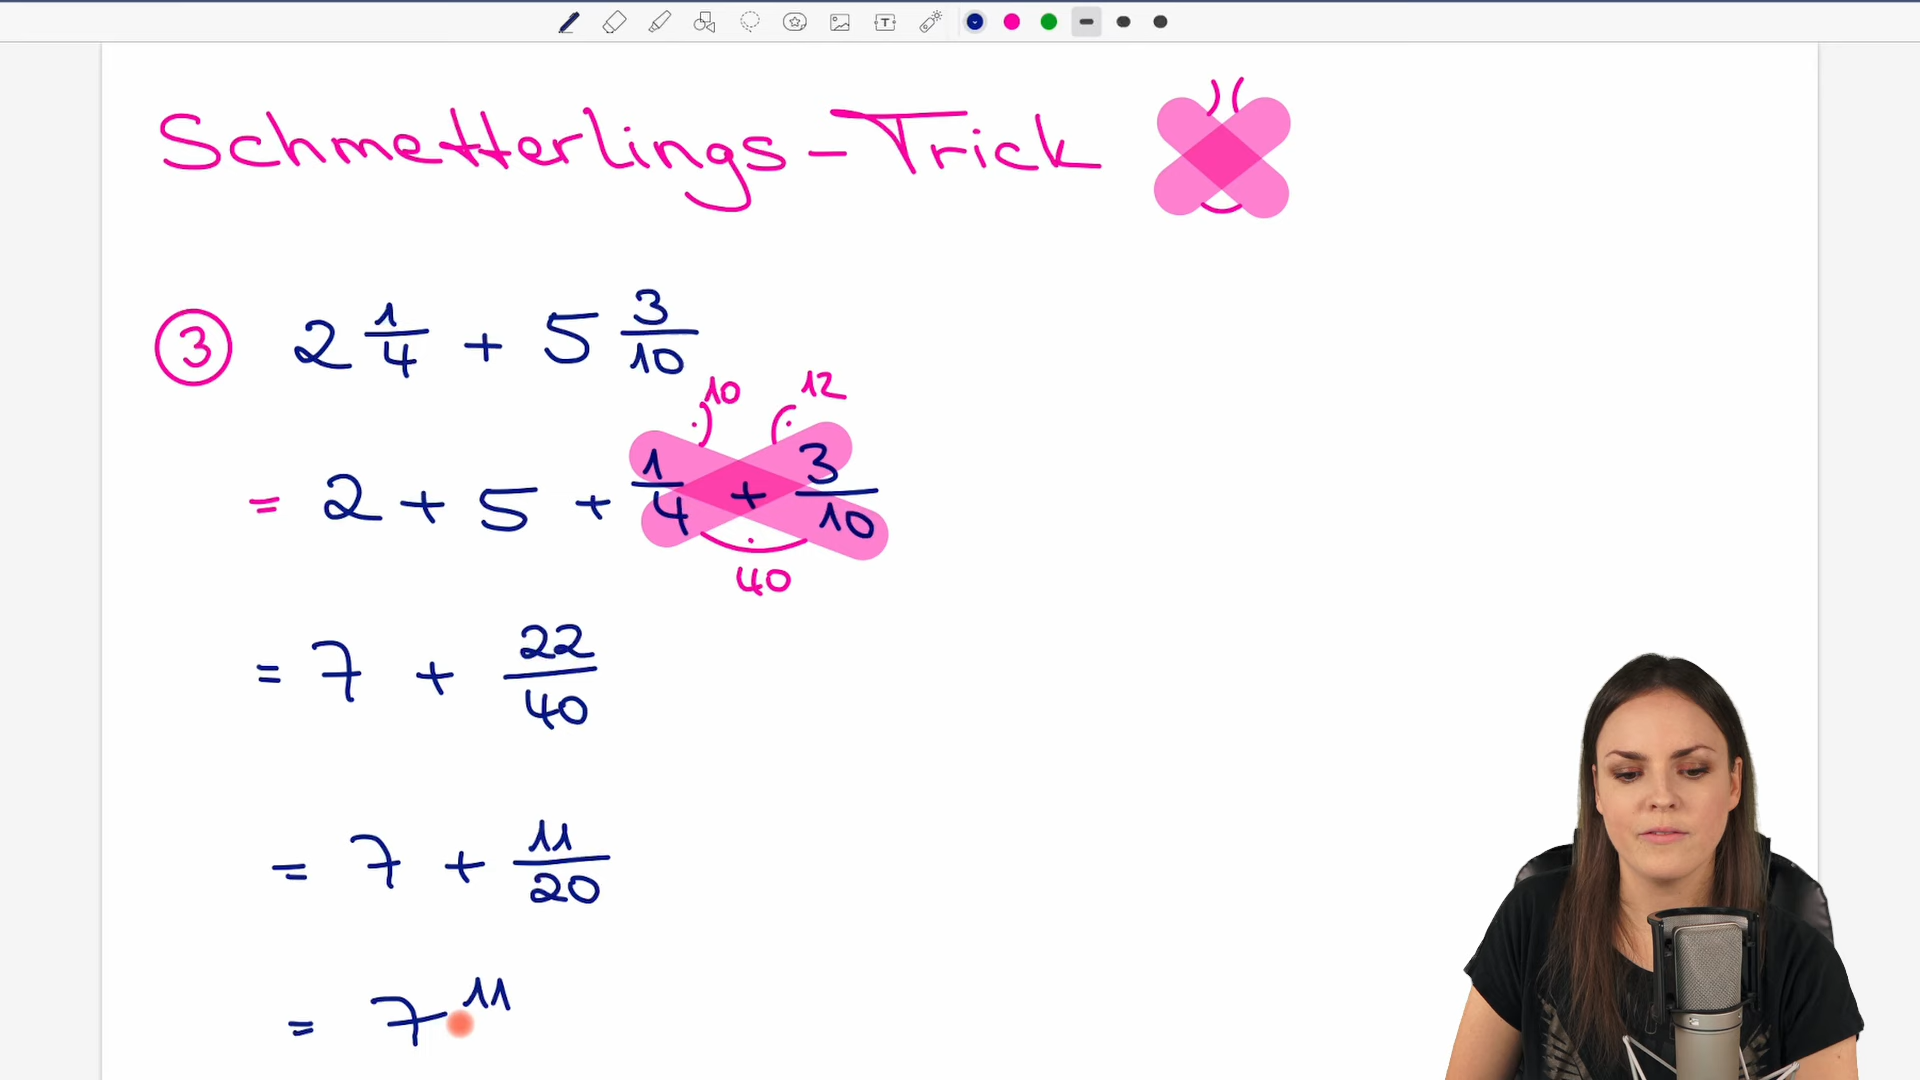 Schmetterlings-Trick
③ 2 1/4 + 5 3/10
10 12
= 2 + 5 + 1/4 + 3/10
40
= 7 + 22/40
= 7 + 11/20
= 7 11